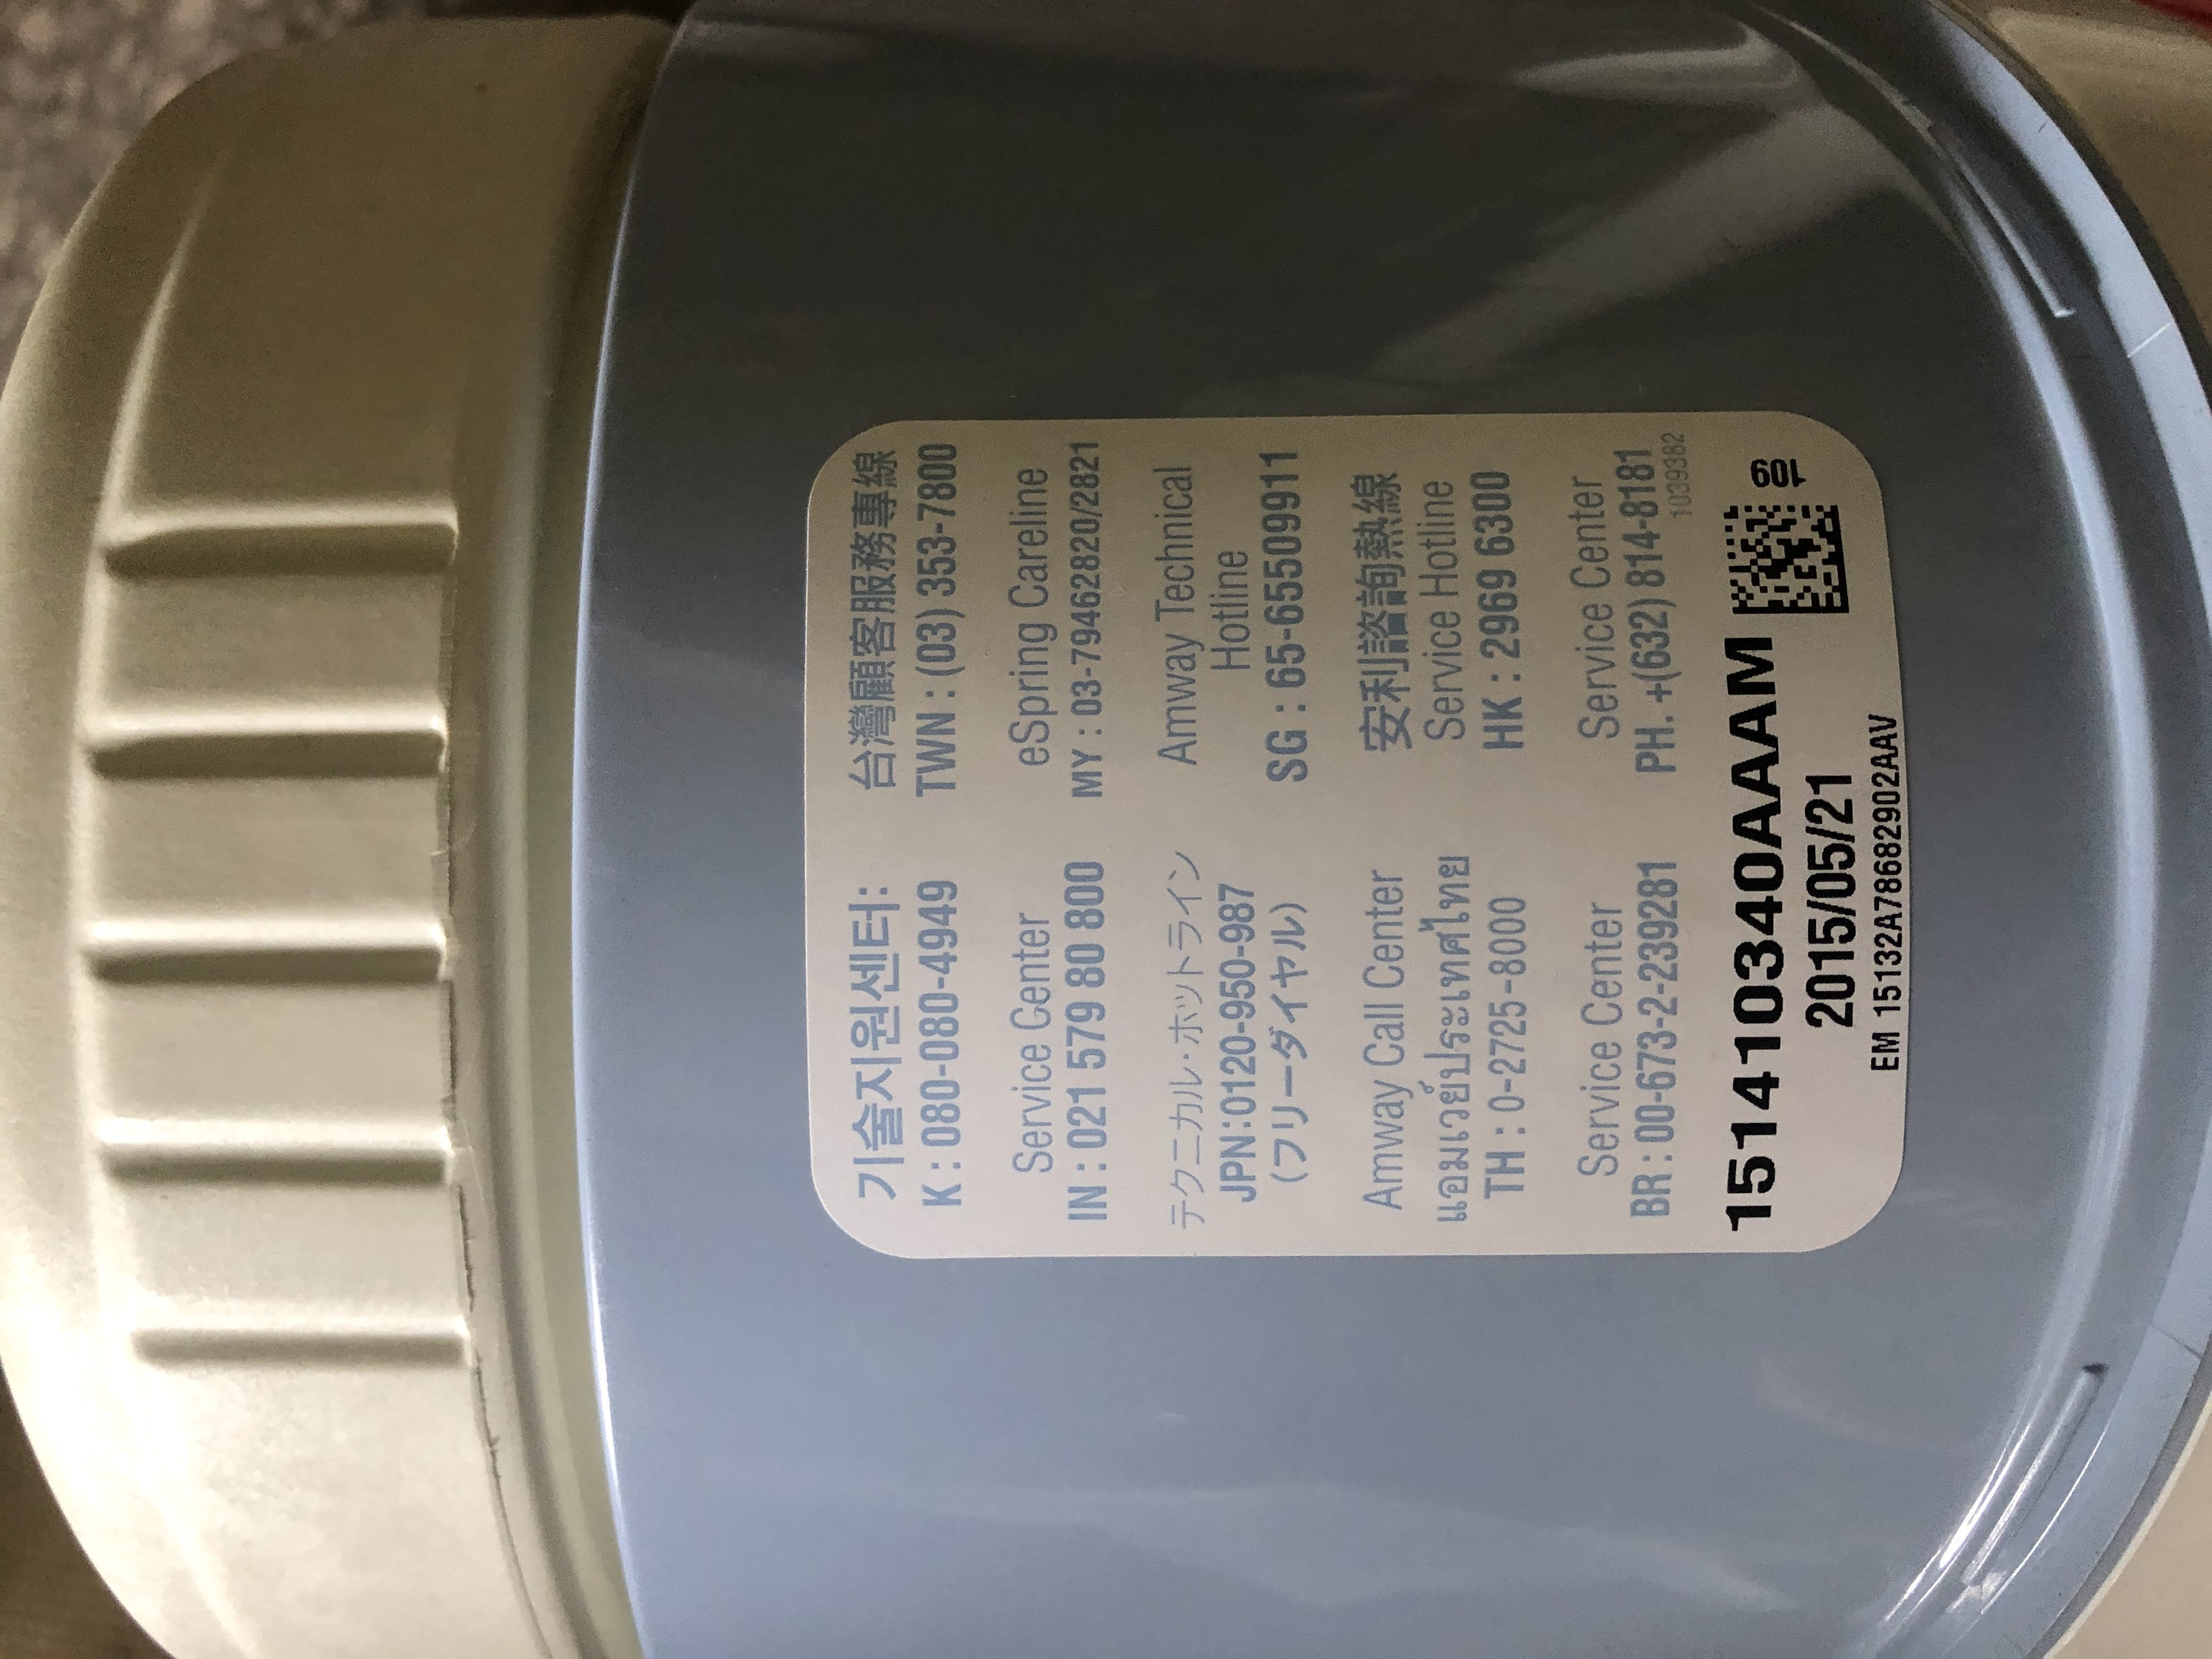 기술지원센터:
K : 080-080-4949
Service Center
IN : 021 579 80 800
テクニカル・ホットライン
JPN:0120-950-987
(フリーダイヤル)
Amway Call Center
แอมเวย์ประเทศไทย
TH : 0-2725-8000
Service Center
BR : 00-673-2-239281
台灣顧客服務專線
TWN : (03) 353-7800
eSpring Careline
MY : 03-79462820/2821
Amway Technical
Hotline
SG : 65-65509911
安利諮詢熱線
Service Hotline
HK : 2969 6300
Service Center
PH. +(632) 814-8181
1039382
151410340AAAM
2015/05/21
EM 15132A78682902AAV
109